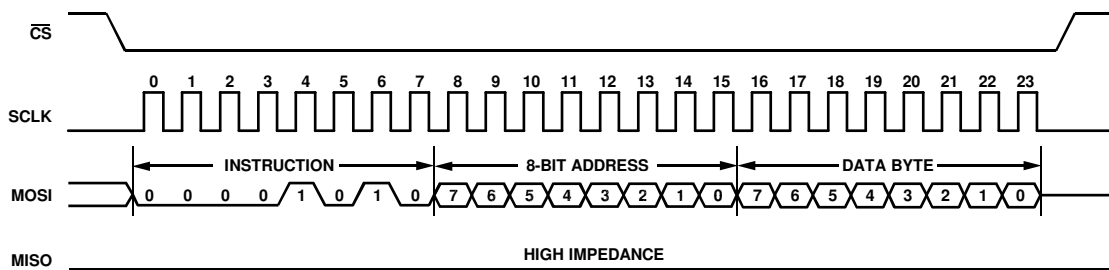 CS
0 1 2 3 4 5 6 7 8 9 10 11 12 13 14 15 16 17 18 19 20 21 22 23
SCLK
INSTRUCTION 8-BIT ADDRESS DATA BYTE
MOSI 0 0 0 0 1 0 1 0 7 6 5 4 3 2 1 0 7 6 5 4 3 2 1 0
HIGH IMPEDANCE
MISO